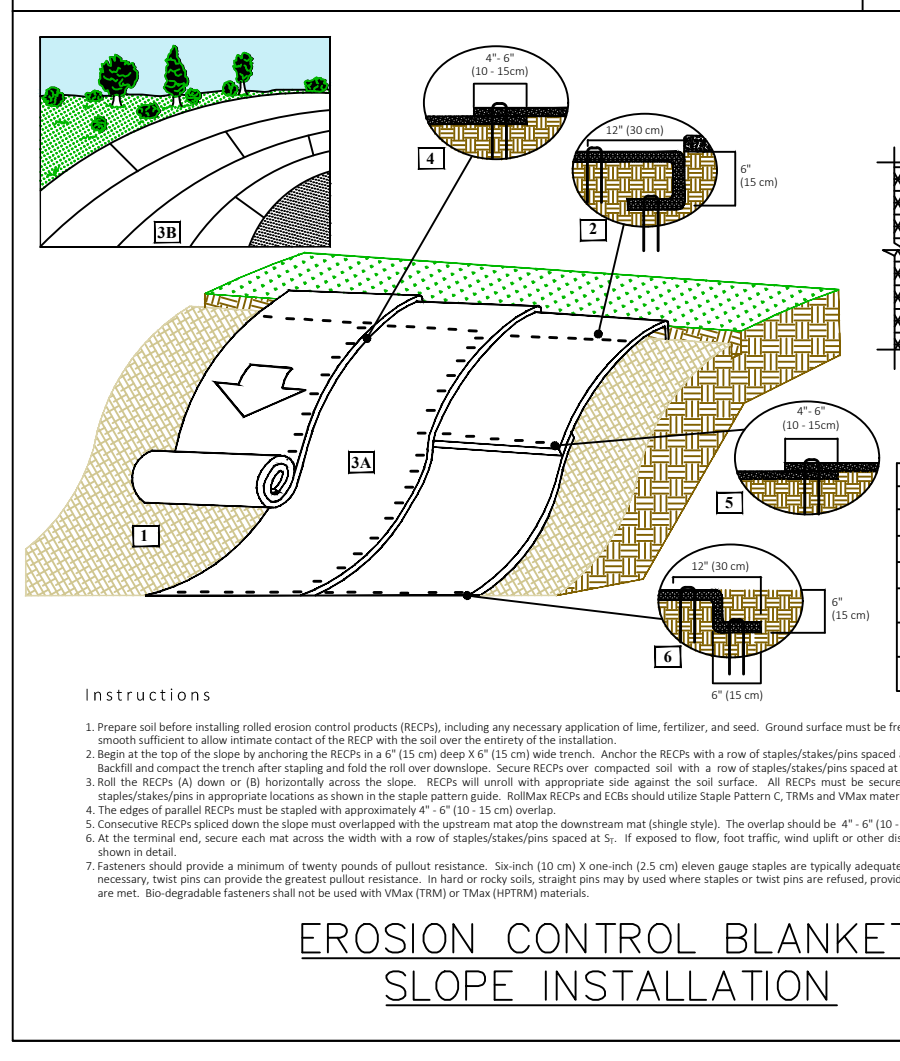 4"- 6"
(10 - 15cm)
4
12" (30 cm)
6"
(15 cm)
2
3B
4"- 6"
(10 - 15cm)
5
3A
1
12" (30 cm)
6"
(15 cm)
6
6" (15 cm)
Instructions
1. Prepare soil before installing rolled erosion control products (RECPs), including any necessary application of lime, fertilizer, and seed. Ground surface must be fre
smooth sufficient to allow intimate contact of the RECP with the soil over the entirety of the installation.
2. Begin at the top of the slope by anchoring the RECPs in a 6" (15 cm) deep X 6" (15 cm) wide trench. Anchor the RECPs with a row of staples/stakes/pins spaced
Backfill and compact the trench after stapling and fold the roll over downslope. Secure RECPs over compacted soil with a row of staples/stakes/pins spaced at
3. Roll the RECPs (A) down or (B) horizontally across the slope. RECPs will unroll with appropriate side against the soil surface. All RECPs must be secure
staples/stakes/pins in appropriate locations as shown in the staple pattern guide. RollMax RECPs and ECBs should utilize Staple Pattern C, TRMs and VMax mater
4. The edges of parallel RECPs must be stapled with approximately 4" - 6" (10 - 15 cm) overlap.
5. Consecutive RECPs spliced down the slope must overlapped with the upstream mat atop the downstream mat (shingle style). The overlap should be 4" - 6" (10 -
6. At the terminal end, secure each mat across the width with a row of staples/stakes/pins spaced at ST. If exposed to flow, foot traffic, wind uplift or other dis
shown in detail.
7. Fasteners should provide a minimum of twenty pounds of pullout resistance. Six-inch (10 cm) X one-inch (2.5 cm) eleven gauge staples are typically adequate
necessary, twist pins can provide the greatest pullout resistance. In hard or rocky soils, straight pins may by used where staples or twist pins are refused, provid
are met. Bio-degradable fasteners shall not be used with VMax (TRM) or TMax (HPTRM) materials.
EROSION CONTROL BLANKET
SLOPE INSTALLATION